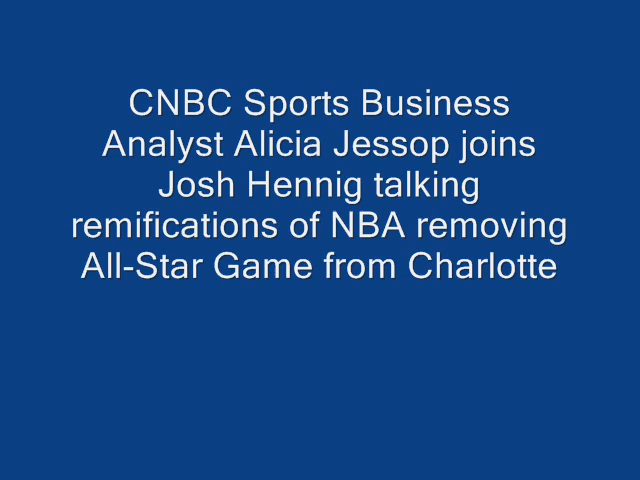 CNBC Sports Business
Analyst Alicia Jessop joins
Josh Hennig talking
remifications of NBA removing
All-Star Game from Charlotte